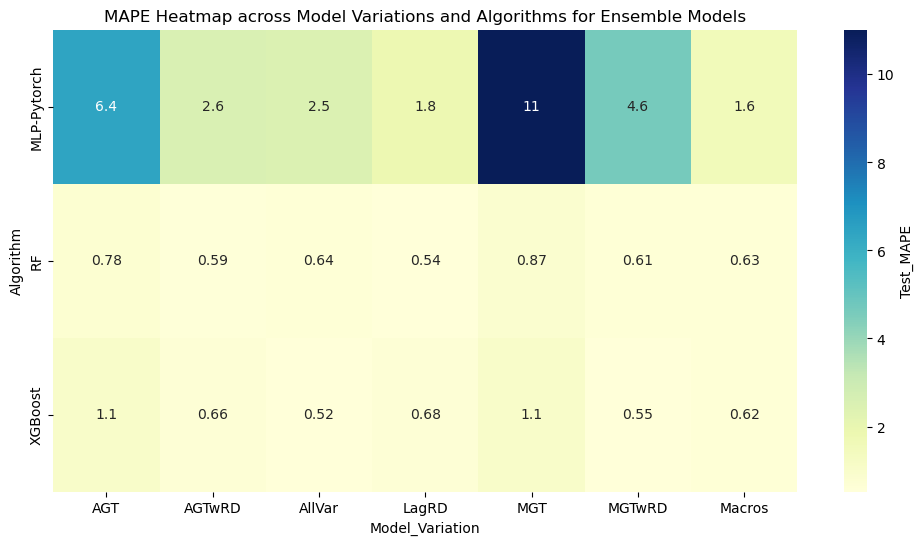 MAPE Heatmap across Model Variations and Algorithms for Ensemble Models
Algorithm
MLP-Pytorch
6.4 2.6 2.5 1.8 11 4.6 1.6
RF
0.78 0.59 0.64 0.54 0.87 0.61 0.63
XGBoost
1.1 0.66 0.52 0.68 1.1 0.55 0.62
AGT AGTwRD AllVar LagRD MGT MGTwRD Macros
Model_Variation
10
8
6
4
2
Test_MAPE